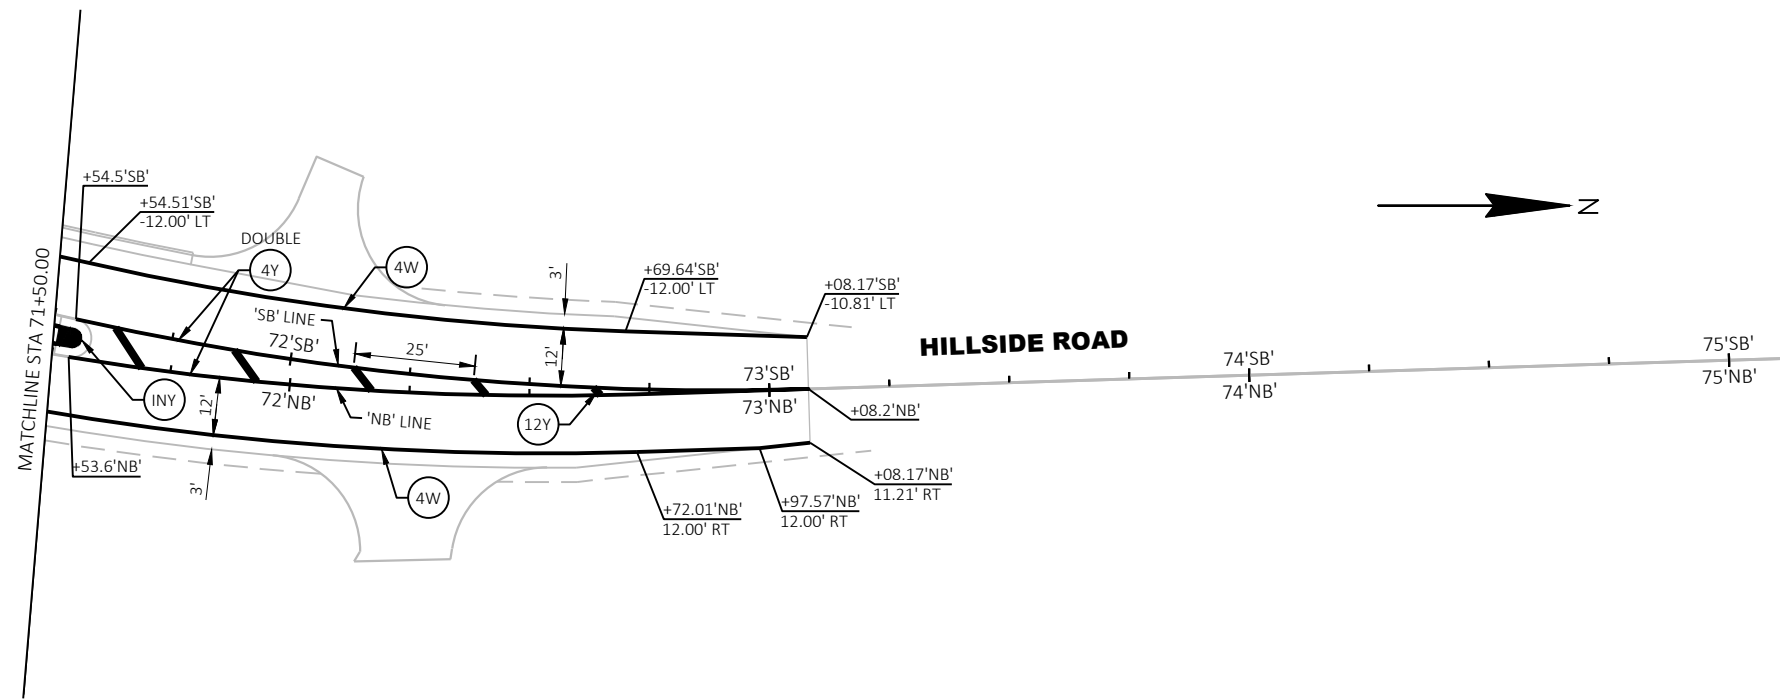 MATCHLINE STA 71+50.00
+54.5'SB'
+54.51'SB'
-12.00' LT
DOUBLE
4Y
4W
'SB' LINE
72'SB'
25'
3'
12'
+69.64'SB'
-12.00' LT
+08.17'SB'
-10.81' LT
HILLSIDE ROAD
N
73'SB'
73'NB'
74'SB'
74'NB'
75'SB'
75'NB'
INY
12'
72'NB'
'NB' LINE
12Y
+08.2'NB'
+53.6'NB'
3'
4W
+72.01'NB'
12.00' RT
+97.57'NB'
12.00' RT
+08.17'NB'
11.21' RT